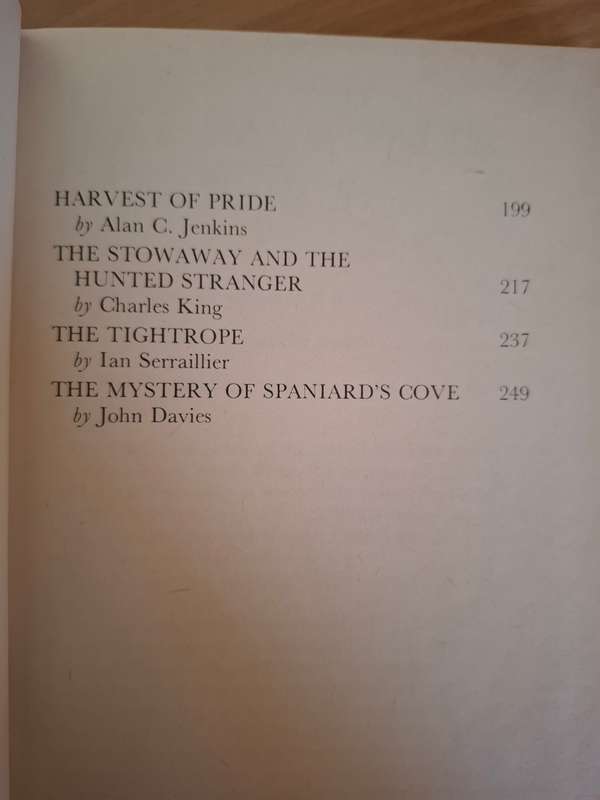 HARVEST OF PRIDE 199
by Alan C. Jenkins
THE STOWAWAY AND THE
HUNTED STRANGER 217
by Charles King
THE TIGHTROPE 237
by Ian Serraillier
THE MYSTERY OF SPANIARD'S COVE 249
by John Davies